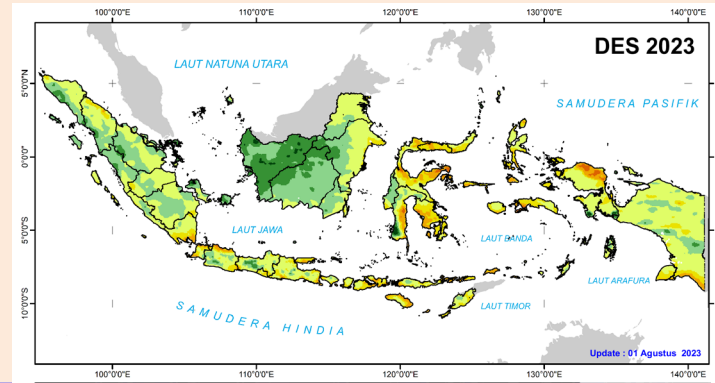 100°0'0"E 110°0'0"E 120°0'0"E 130°0'0"E 140°0'0"E
DES 2023
LAUT NATUNA UTARA
5°0'0"N
SAMUDERA PASIFIK
0°0'0"
5°0'0"S
LAUT JAWA
LAUT BANDA
LAUT ARAFURA
10°0'0"S
SAMUDERA HINDIA
LAUT TIMOR
Update : 01 Agustus 2023
100°0'0"E 110°0'0"E 120°0'0"E 130°0'0"E 140°0'0"E